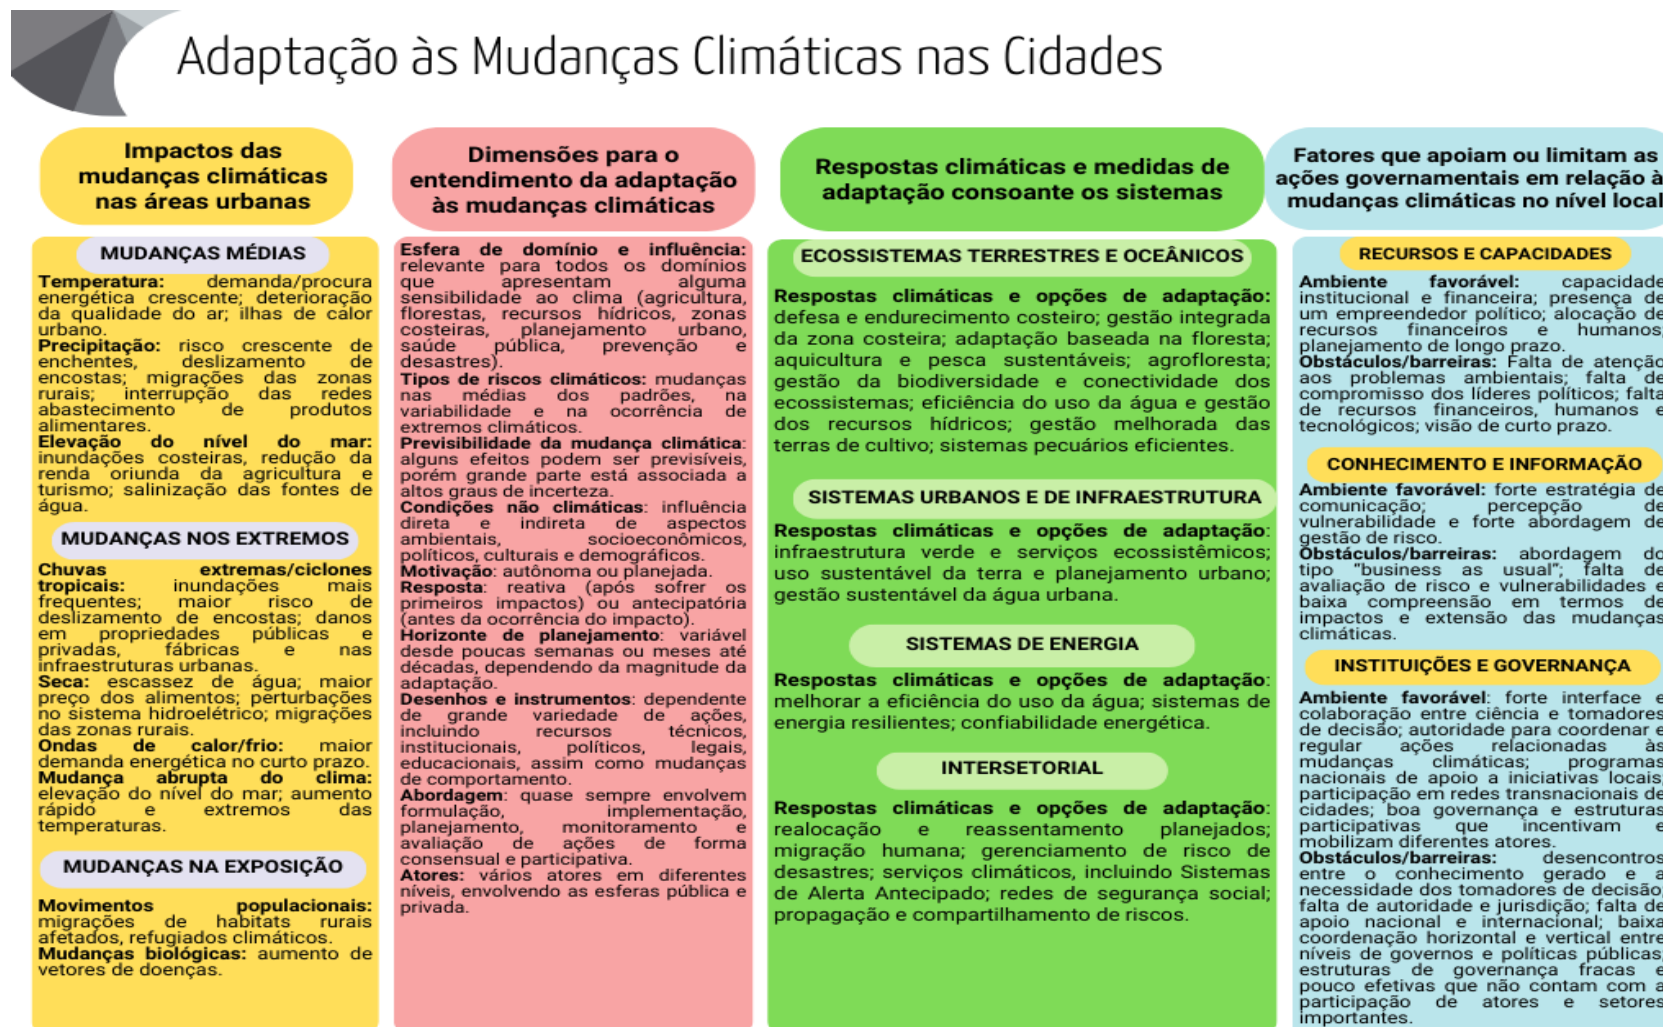 Adaptação às Mudanças Climáticas nas Cidades
Impactos das
mudanças climáticas
nas áreas urbanas
MUDANÇAS MÉDIAS
Temperatura: demanda/procura
energética crescente; deterioração
da qualidade do ar; ilhas de calor
urbano.
Precipitação: risco crescente de
enchentes, deslizamento de
encostas; migrações das zonas
rurais; interrupção das redes
abastecimento de produtos
alimentares.
Elevação do nível do mar:
inundações costeiras, redução da
renda oriunda da agricultura e
turismo; salinização das fontes de
água.
MUDANÇAS NOS EXTREMOS
Chuvas extremas/ciclones
tropicais: inundações mais
frequentes; maior risco de
deslizamento de encostas; danos
em propriedades públicas e
privadas, fábricas e nas
infraestruturas urbanas.
Seca: escassez de água; maior
preço dos alimentos; perturbações
no sistema hidroelétrico; migrações
das zonas rurais.
Ondas de calor/frio: maior
demanda energética no curto prazo.
Mudança abrupta do clima:
elevação do nível do mar; aumento
rápido e extremos das
temperaturas.
MUDANÇAS NA EXPOSIÇÃO
Movimentos populacionais:
migrações de habitats rurais
afetados, refugiados climáticos.
Mudanças biológicas: aumento de
vetores de doenças.
Dimensões para o
entendimento da adaptação
às mudanças climáticas
Esfera de domínio e influência:
relevante para todos os domínios
que apresentam alguma
sensibilidade ao clima (agricultura,
florestas, recursos hídricos, zonas
costeiras, planejamento urbano,
saúde pública, prevenção e
desastres).
Tipos de riscos climáticos: mudanças
nas médias dos padrões, na
variabilidade e na ocorrência de
extremos climáticos.
Previsibilidade da mudança climática:
alguns efeitos podem ser previsíveis,
porém grande parte está associada a
altos graus de incerteza.
Condições não climáticas: influência
direta e indireta de aspectos
ambientais, socioeconômicos,
políticos, culturais e demográficos.
Motivação: autônoma ou planejada.
Resposta: reativa (após sofrer os
primeiros impactos) ou antecipatória
(antes da ocorrência do impacto).
Horizonte de planejamento: variável
desde poucas semanas ou meses até
décadas, dependendo da magnitude da
adaptação.
Desenhos e instrumentos: dependente
de grande variedade de ações,
incluindo recursos técnicos,
institucionais, políticos, legais,
educacionais, assim como mudanças
de comportamento.
Abordagem: quase sempre envolvem
formulação, implementação,
planejamento, monitoramento e
avaliação de ações de forma
consensual e participativa.
Atores: vários atores em diferentes
níveis, envolvendo as esferas pública e
privada.
Respostas climáticas e medidas de
adaptação consoante os sistemas
ECOSSISTEMAS TERRESTRES E OCEÂNICOS
Respostas climáticas e opções de adaptação:
defesa e endurecimento costeiro; gestão integrada
da zona costeira; adaptação baseada na floresta;
aquicultura e pesca sustentáveis; agrofloresta;
gestão da biodiversidade e conectividade dos
ecossistemas; eficiência do uso da água e gestão
dos recursos hídricos; gestão melhorada das
terras de cultivo; sistemas pecuários eficientes.
SISTEMAS URBANOS E DE INFRAESTRUTURA
Respostas climáticas e opções de adaptação:
infraestrutura verde e serviços ecossistêmicos;
uso sustentável da terra e planejamento urbano;
gestão sustentável da água urbana.
SISTEMAS DE ENERGIA
Respostas climáticas e opções de adaptação:
melhorar a eficiência do uso da água; sistemas de
energia resilientes; confiabilidade energética.
INTERSETORIAL
Respostas climáticas e opções de adaptação:
realocação e reassentamento planejados;
migração humana; gerenciamento de risco de
desastres; serviços climáticos, incluindo Sistemas
de Alerta Antecipado; redes de segurança social;
propagação e compartilhamento de riscos.
Fatores que apoiam ou limitam as
ações governamentais em relação à
mudanças climáticas no nível local
RECURSOS E CAPACIDADES
Ambiente favorável: capacidade
institucional e financeira; presença de
um empreendedor político; alocação de
recursos financeiros e humanos,
planejamento de longo prazo.
Obstáculos/barreiras: Falta de atenção
aos problemas ambientais; falta de
compromisso dos líderes políticos; falta
de recursos financeiros, humanos e
tecnológicos; visão de curto prazo.
CONHECIMENTO E INFORMAÇÃO
Ambiente favorável: forte estratégia de
comunicação; percepção de
vulnerabilidade e forte abordagem de
gestão de risco.
Obstáculos/barreiras: abordagem do
tipo "business as usual"; falta de
avaliação de risco e vulnerabilidades e
baixa compreensão em termos de
impactos e extensão das mudanças
climáticas.
INSTITUIÇÕES E GOVERNANÇA
Ambiente favorável: forte interface e
colaboração entre ciência e tomadores
de decisão; autoridade para coordenar e
regular ações relacionadas às
mudanças climáticas; programas
nacionais de apoio a iniciativas locais,
participação em redes transnacionais de
cidades; boa governança e estruturas
participativas que incentivam e
mobilizam diferentes atores.
Obstáculos/barreiras: desencontros
entre o conhecimento gerado e a
necessidade dos tomadores de decisão,
falta de autoridade e jurisdição; falta de
apoio nacional e internacional; baixa
coordenação horizontal e vertical entre
níveis de governos e políticas públicas,
estruturas de governança fracas e
pouco efetivas que não contam com a
participação de atores e setores
importantes.